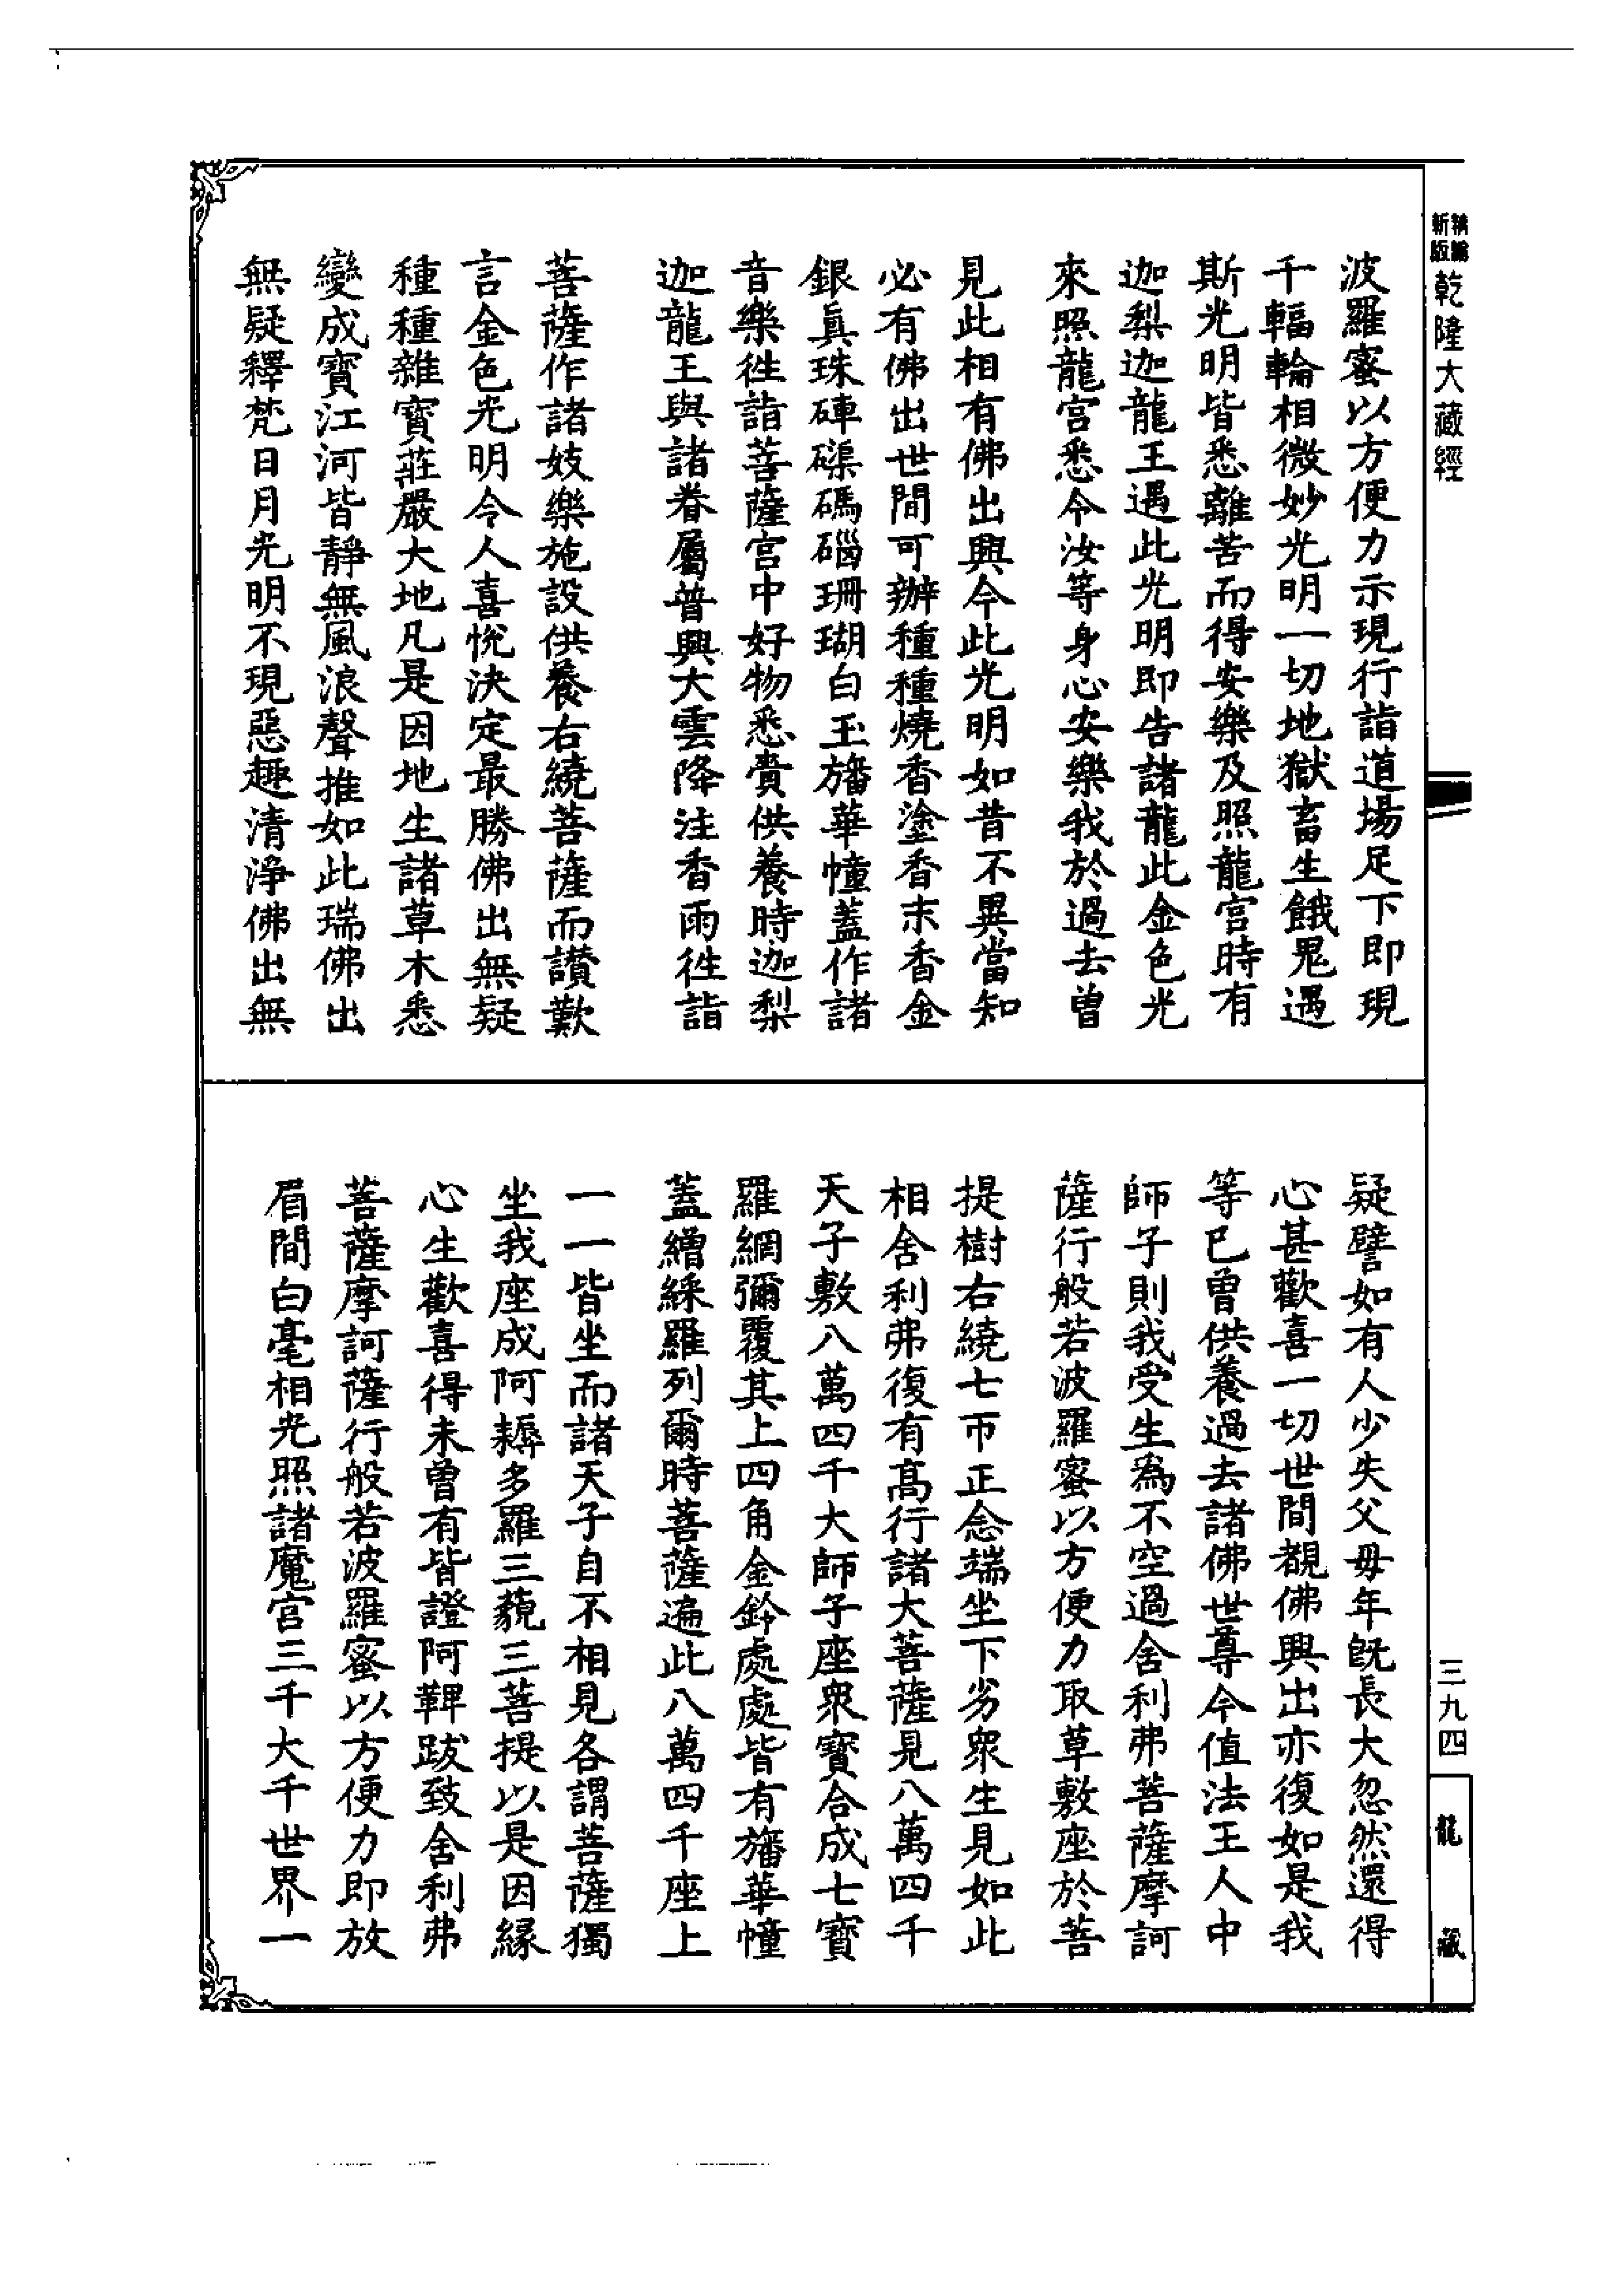 精編
新版
乾隆大藏經
波羅蜜以方便力示現行詣道場足下即現
千輻輪相微妙光明一切地獄畜生餓鬼遇
斯光明皆悉離苦而得安樂及照龍宮時有
迦梨迦龍王遇此光明即告諸龍此金色光
來照龍宮悉令汝等身心安樂我於過去曾
見此相有佛出興今此光明如昔不異當知
必有佛出世間可辦種種燒香塗香末香金
銀眞珠硨磲碼碯珊瑚白玉旛華幢蓋作諸
音樂徃詣菩薩宮中好物悉賷供養時迦梨
迦龍王與諸眷屬普興大雲降注香雨徃詣
菩薩作諸妓樂施設供養右繞菩薩而讚歎
言金色光明令人喜悅決定最勝佛出無疑
種種雜寶莊嚴大地凡是因地生諸草木悉
變成寶江河皆靜無風浪聲推如此瑞佛出
無疑釋梵日月光明不現惡趣清淨佛出無
疑譬如有人少失父母年旣長大忽然還得
心甚歡喜一切世間覩佛興出亦復如是我
等已曾供養過去諸佛世尊今值法王人中
師子則我受生爲不空過舍利弗菩薩摩訶
薩行般若波羅蜜以方便力取草敷座於菩
提樹右繞七帀正念端坐下劣衆生見如此
相舍利弗復有高行諸大菩薩見八萬四千
天子敷八萬四千大師子座衆寶合成七寶
羅網彌覆其上四角金鈴處處皆有旛華幢
蓋繒綵羅列爾時菩薩遍此八萬四千座上
一一皆坐而諸天子自不相見各謂菩薩獨
坐我座成阿耨多羅三藐三菩提以是因緣
心生歡喜得未曾有皆證阿鞞跋致舍利弗
菩薩摩訶薩行般若波羅蜜以方便力即放
眉間白毫相光照諸魔宮三千大千世界一
三九四
龍藏